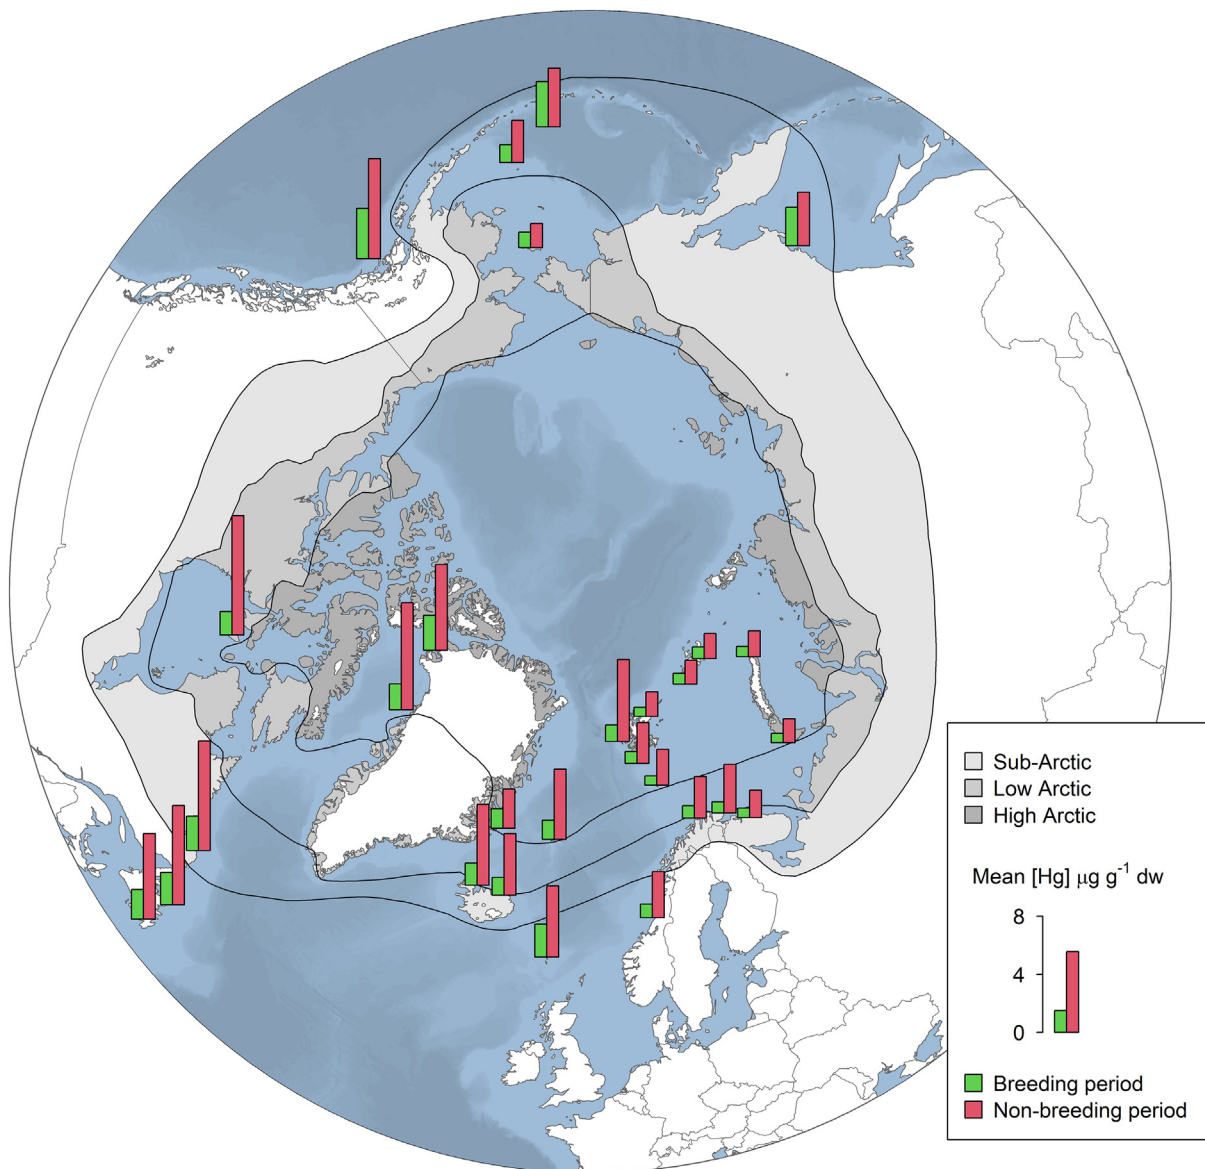 Sub-Arctic
Low Arctic
High Arctic
Mean [Hg] μg g⁻¹ dw
8
4
0
Breeding period
Non-breeding period